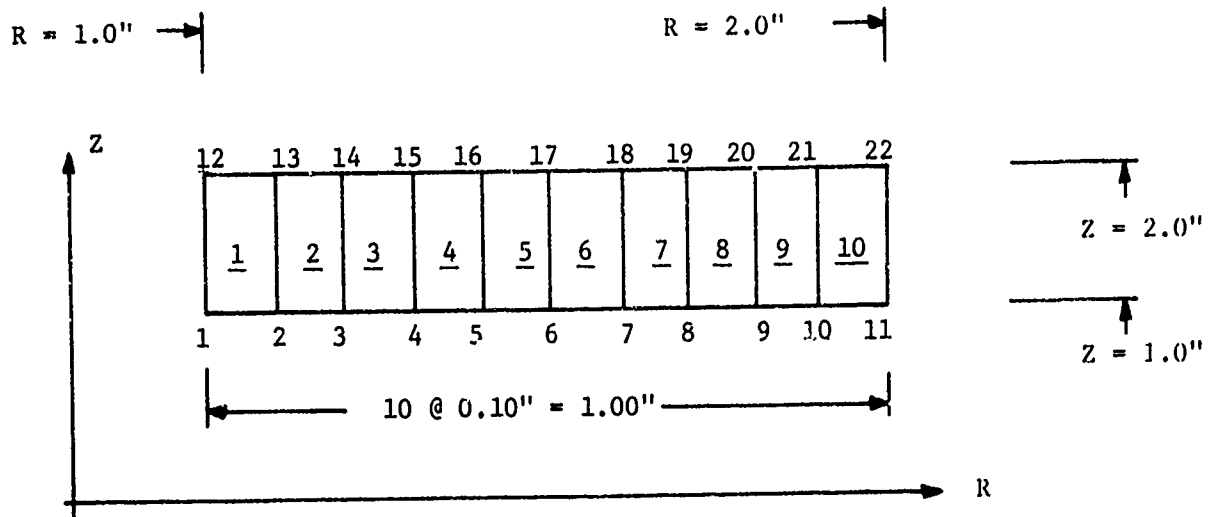 R = 1.0" R = 2.0"
Z
12 13 14 15 16 17 18 19 20 21 22
Z = 2.0"
1 2 3 4 5 6 7 8 9 10
1 2 3 4 5 6 7 8 9 10 11
Z = 1.0"
10 @ 0.10" = 1.00"
R